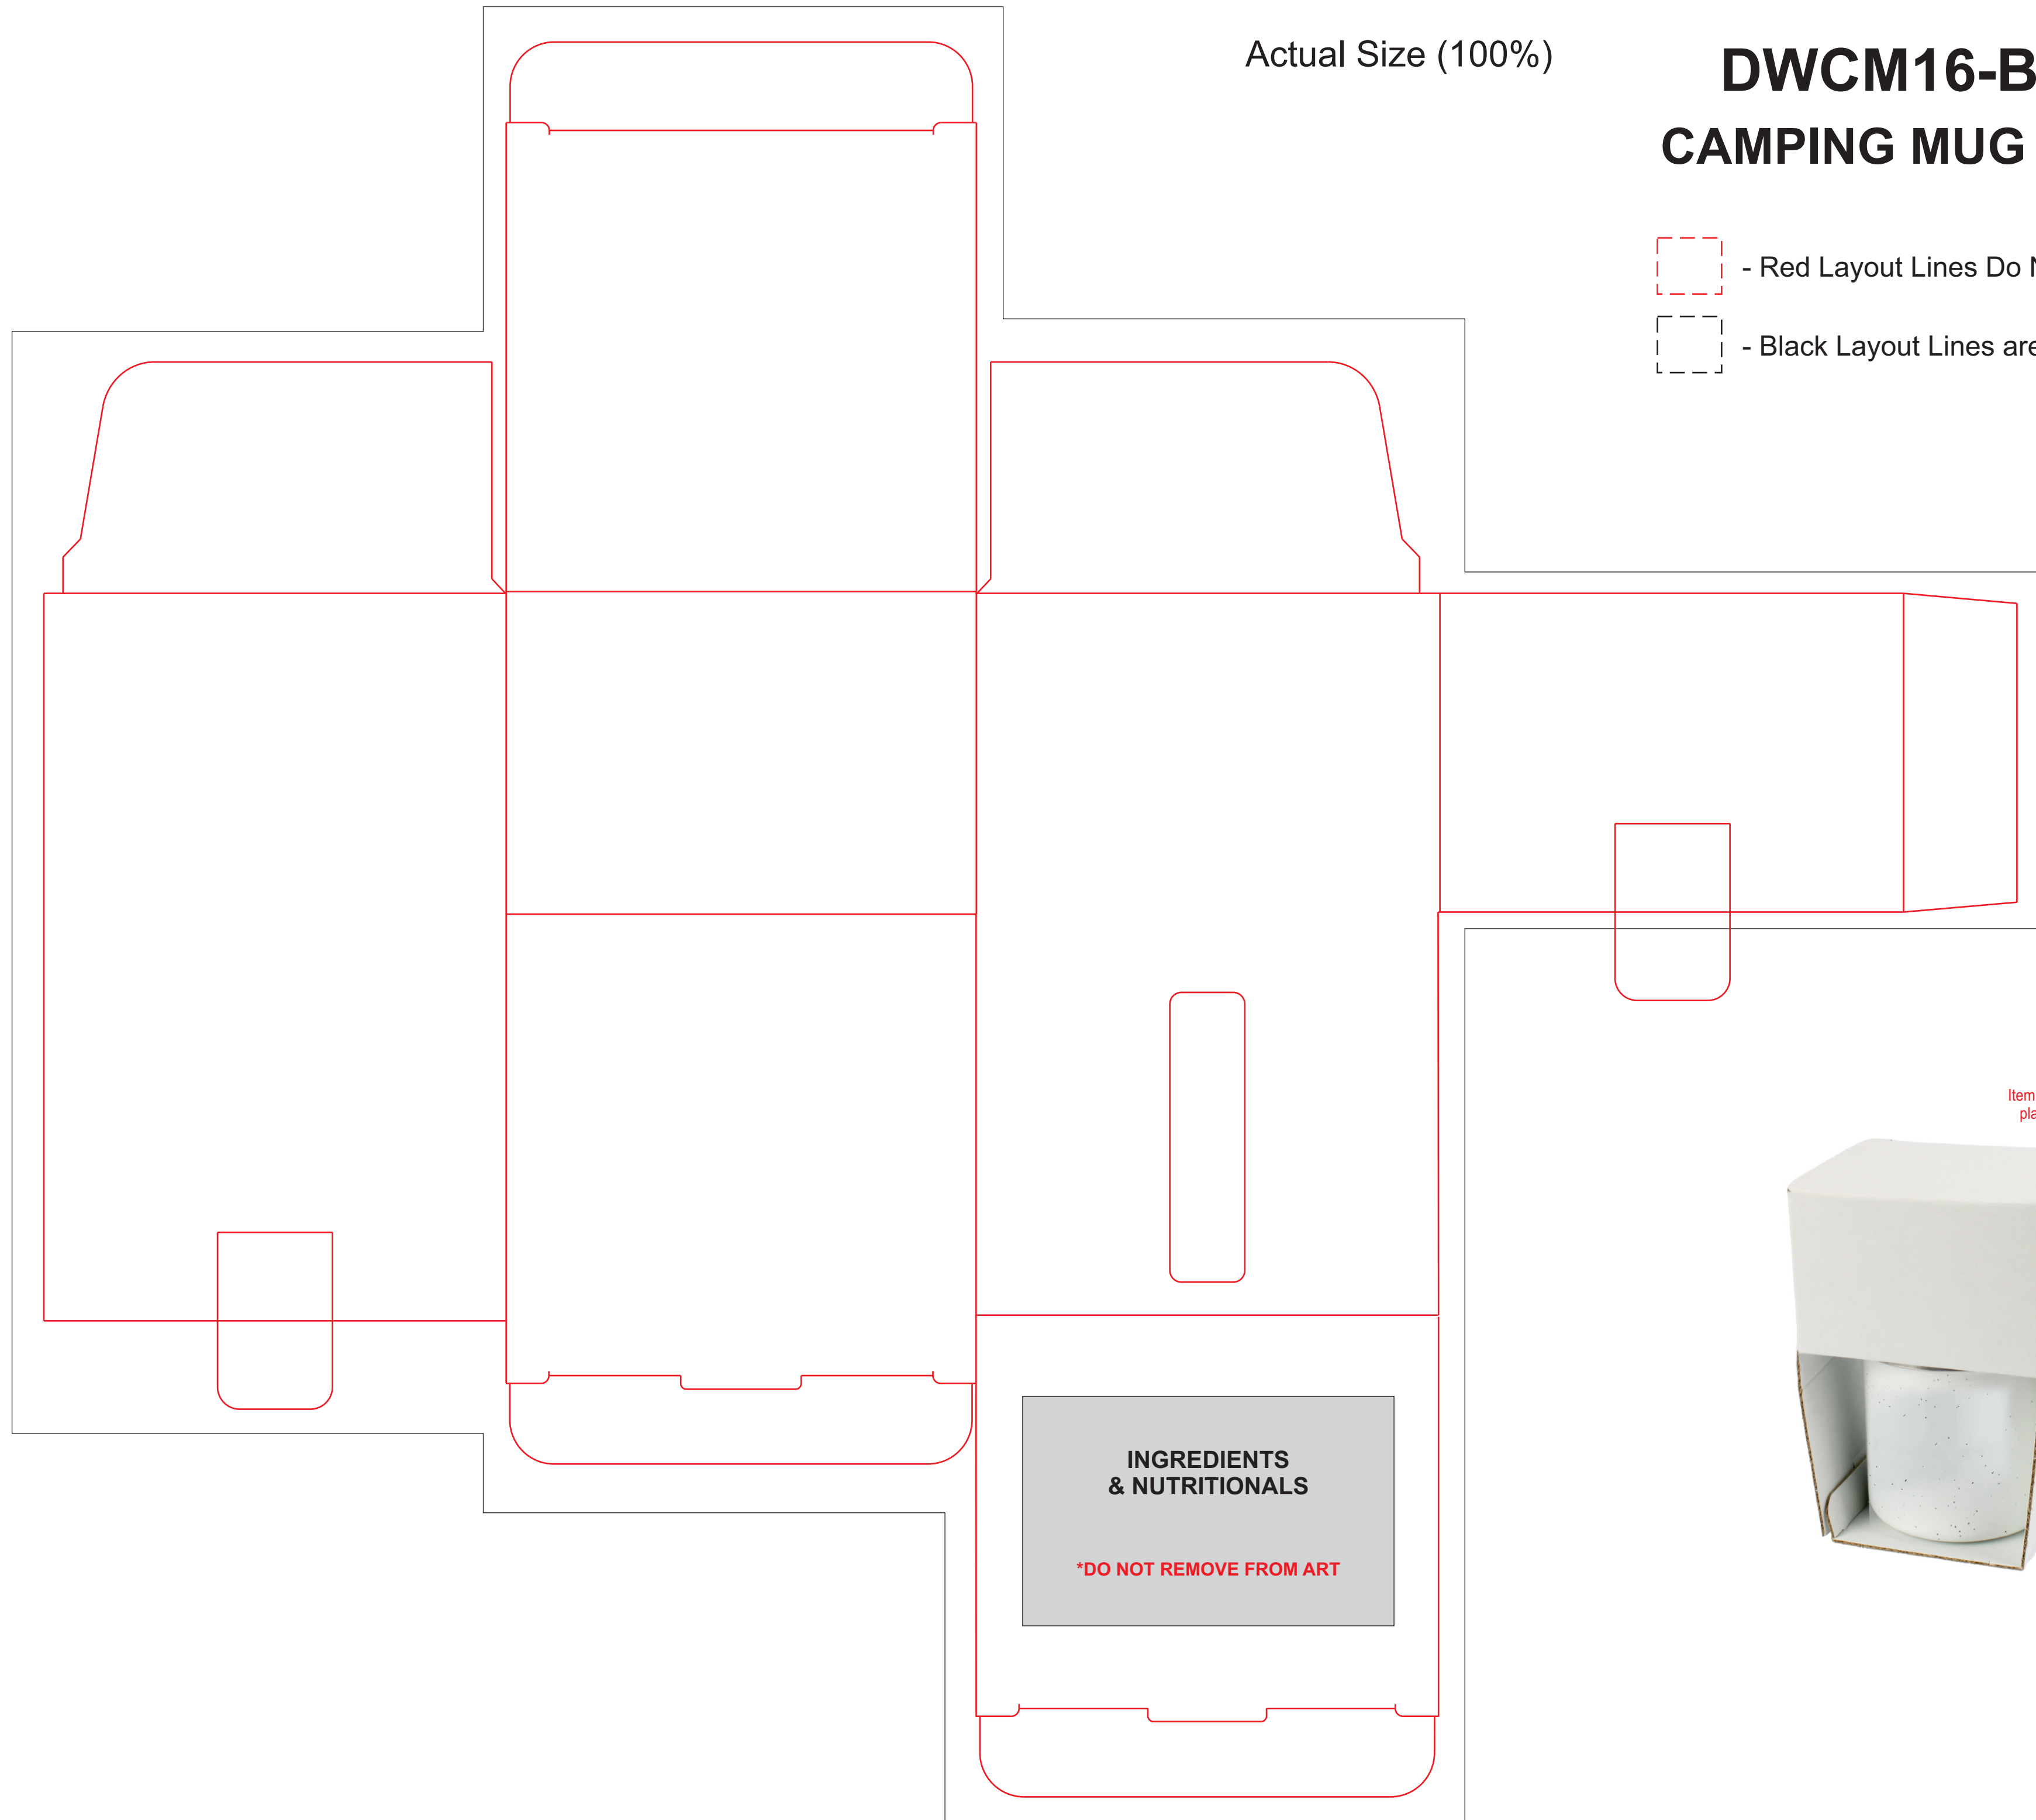 Actual Size (100%)
DWCM16-B
CAMPING MUG
- Red Layout Lines Do
- Black Layout Lines are
Item
INGREDIENTS
& NUTRITIONALS
*DO NOT REMOVE FROM ART